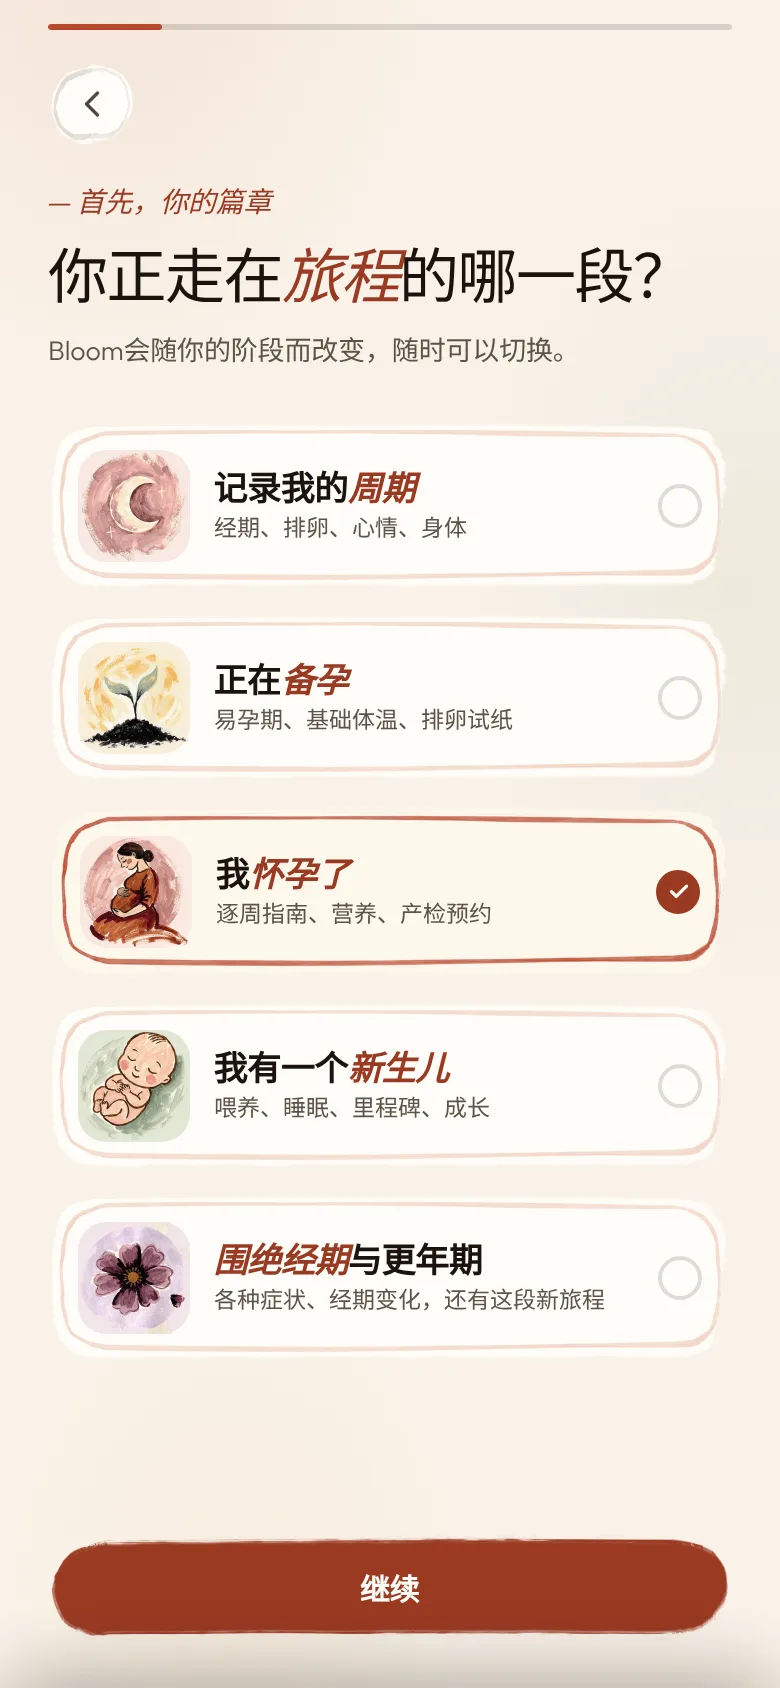 — 首先，你的篇章
你正走在旅程的哪一段？
Bloom会随你的阶段而改变，随时可以切换。
记录我的周期
经期、排卵、心情、身体
正在备孕
易孕期、基础体温、排卵试纸
我怀孕了
逐周指南、营养、产检预约
我有一个新生儿
喂养、睡眠、里程碑、成长
围绝经期与更年期
各种症状、经期变化，还有这段新旅程
继续